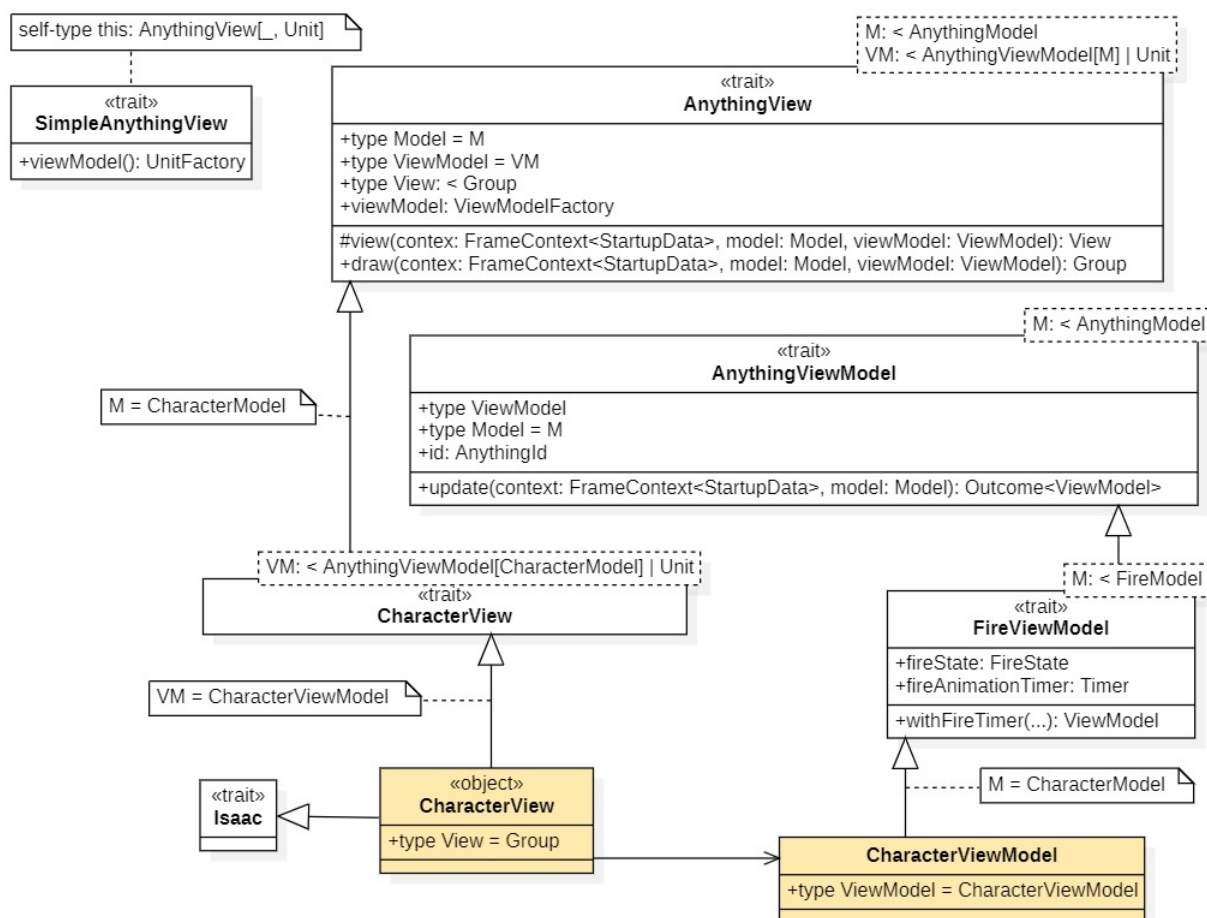 self-type this: AnythingView[_, Unit]
«trait»
SimpleAnythingView
+viewModel(): UnitFactory
M: < AnythingModel
VM: < AnythingViewModel[M] | Unit
«trait»
AnythingView
+type Model = M
+type ViewModel = VM
+type View: < Group
+viewModel: ViewModelFactory
#view(contex: FrameContext<StartupData>, model: Model, viewModel: ViewModel): View
+draw(contex: FrameContext<StartupData>, model: Model, viewModel: ViewModel): Group
M = CharacterModel
M: < AnythingModel
«trait»
AnythingViewModel
+type ViewModel
+type Model = M
+id: AnythingId
+update(context: FrameContext<StartupData>, model: Model): Outcome<ViewModel>
VM: < AnythingViewModel[CharacterModel] | Unit
«trait»
CharacterView
M: < FireModel
«trait»
FireViewModel
+fireState: FireState
+fireAnimationTimer: Timer
+withFireTimer(...): ViewModel
VM = CharacterViewModel
«trait»
Isaac
«object»
CharacterView
+type View = Group
M = CharacterModel
CharacterViewModel
+type ViewModel = CharacterViewModel